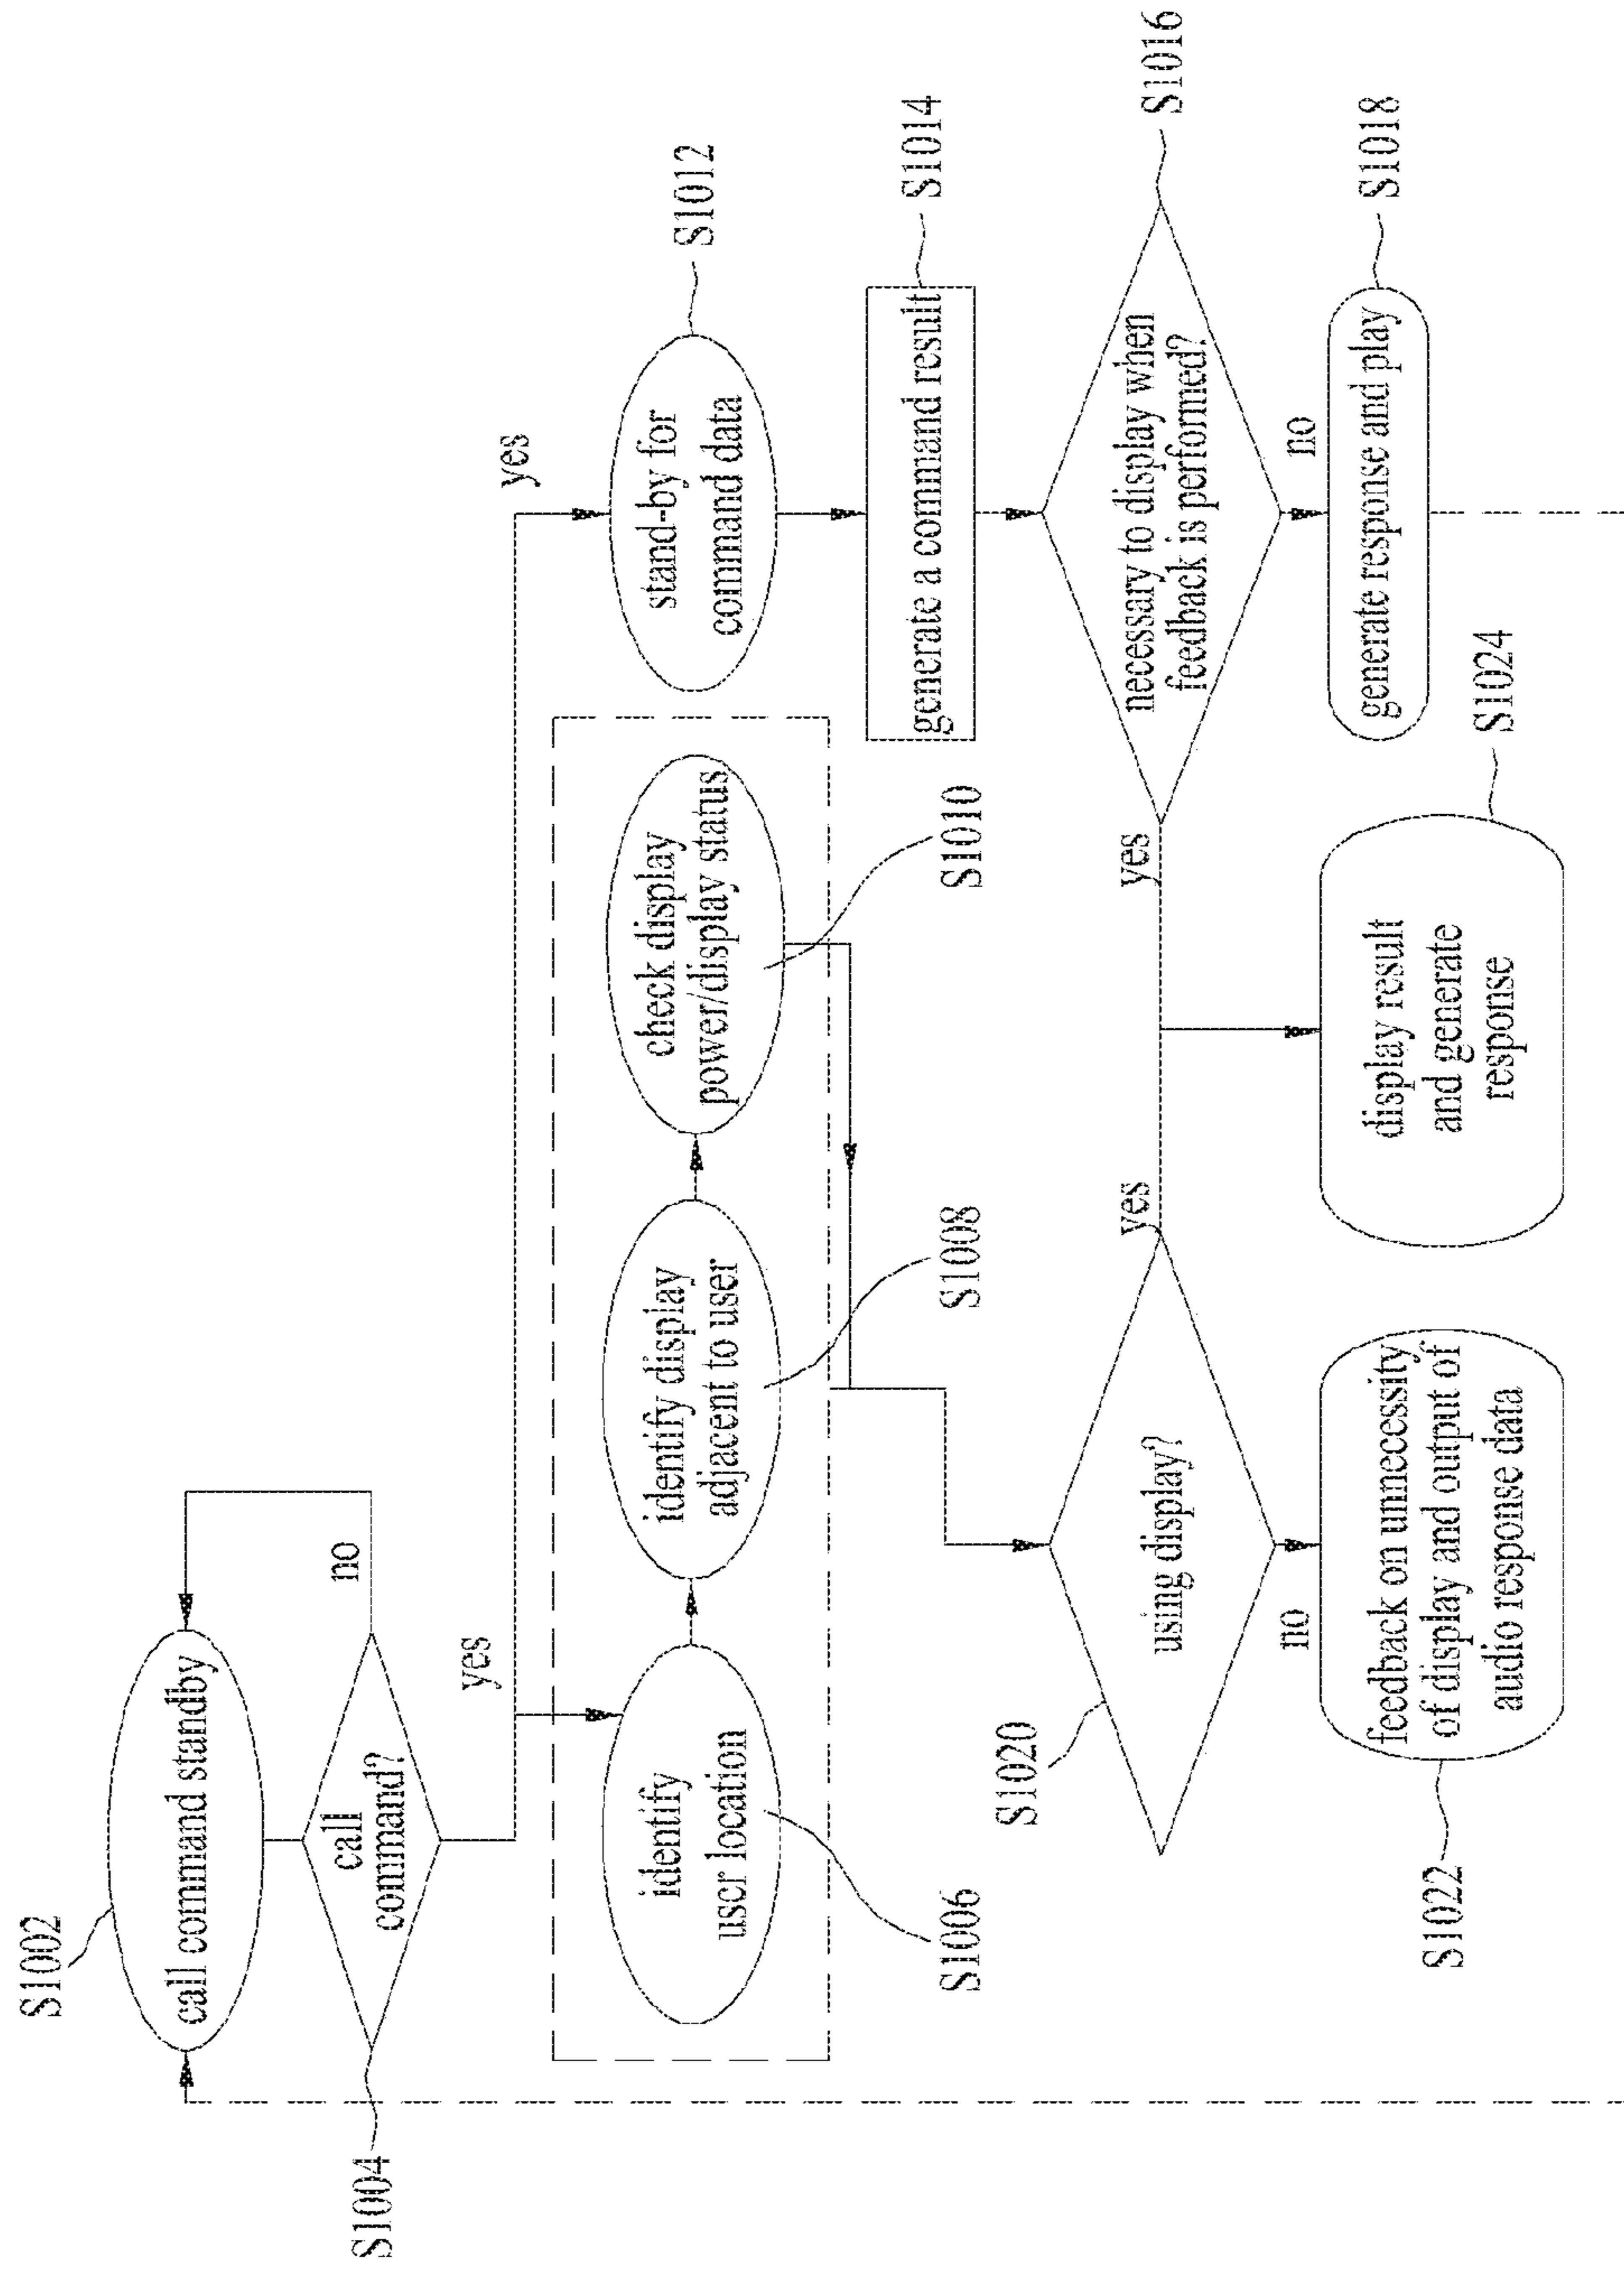 S1002
call command standby
S1004
call
command?
no
yes
yes
identify
user location
S1006
identify display
adjacent to user
S1008
check display
power/display status
S1010
stand-by for
command data
S1012
generate a command result
S1014
necessary to display when
feedback is performed?
S1016
yes
no
generate response and play
S1018
S1020
using display?
yes
no
feedback on unnecessity
of display and output of
audio response data
S1022
display result
and generate
response
S1024